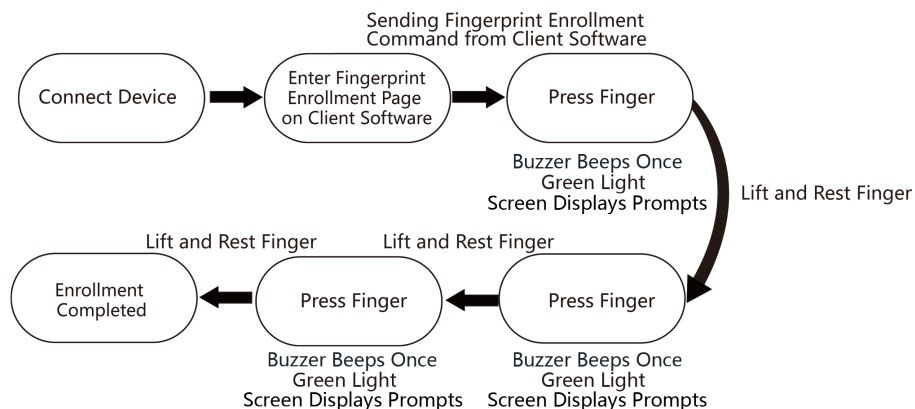 Sending Fingerprint Enrollment
Command from Client Software
Connect Device
Enter Fingerprint
Enrollment Page
on Client Software
Press Finger
Buzzer Beeps Once
Green Light
Screen Displays Prompts
Lift and Rest Finger
Lift and Rest Finger
Lift and Rest Finger
Enrollment
Completed
Press Finger
Press Finger
Buzzer Beeps Once
Green Light
Screen Displays Prompts
Buzzer Beeps Once
Green Light
Screen Displays Prompts